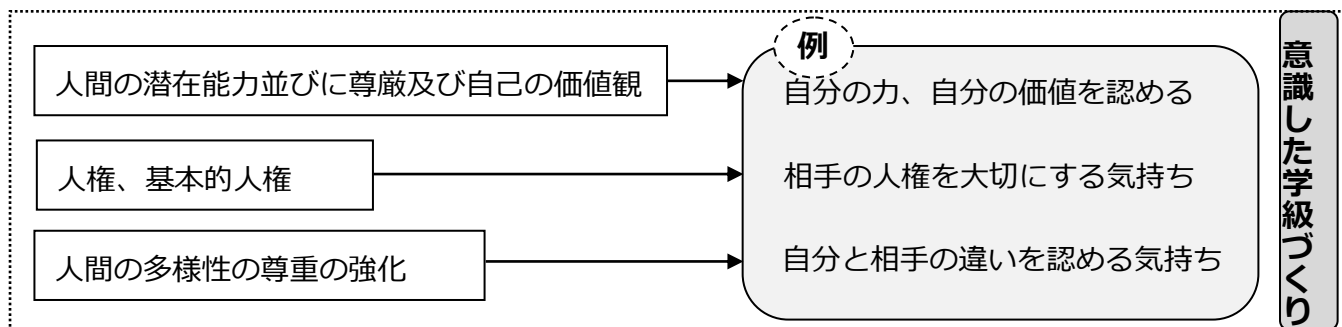 例
人間の潜在能力並びに尊厳及び自己の価値観
自分の力、自分の価値を認める
人権、基本的人権
相手の人権を大切にする気持ち
人間の多様性の尊重の強化
自分と相手の違いを認める気持ち
意識した学級づくり